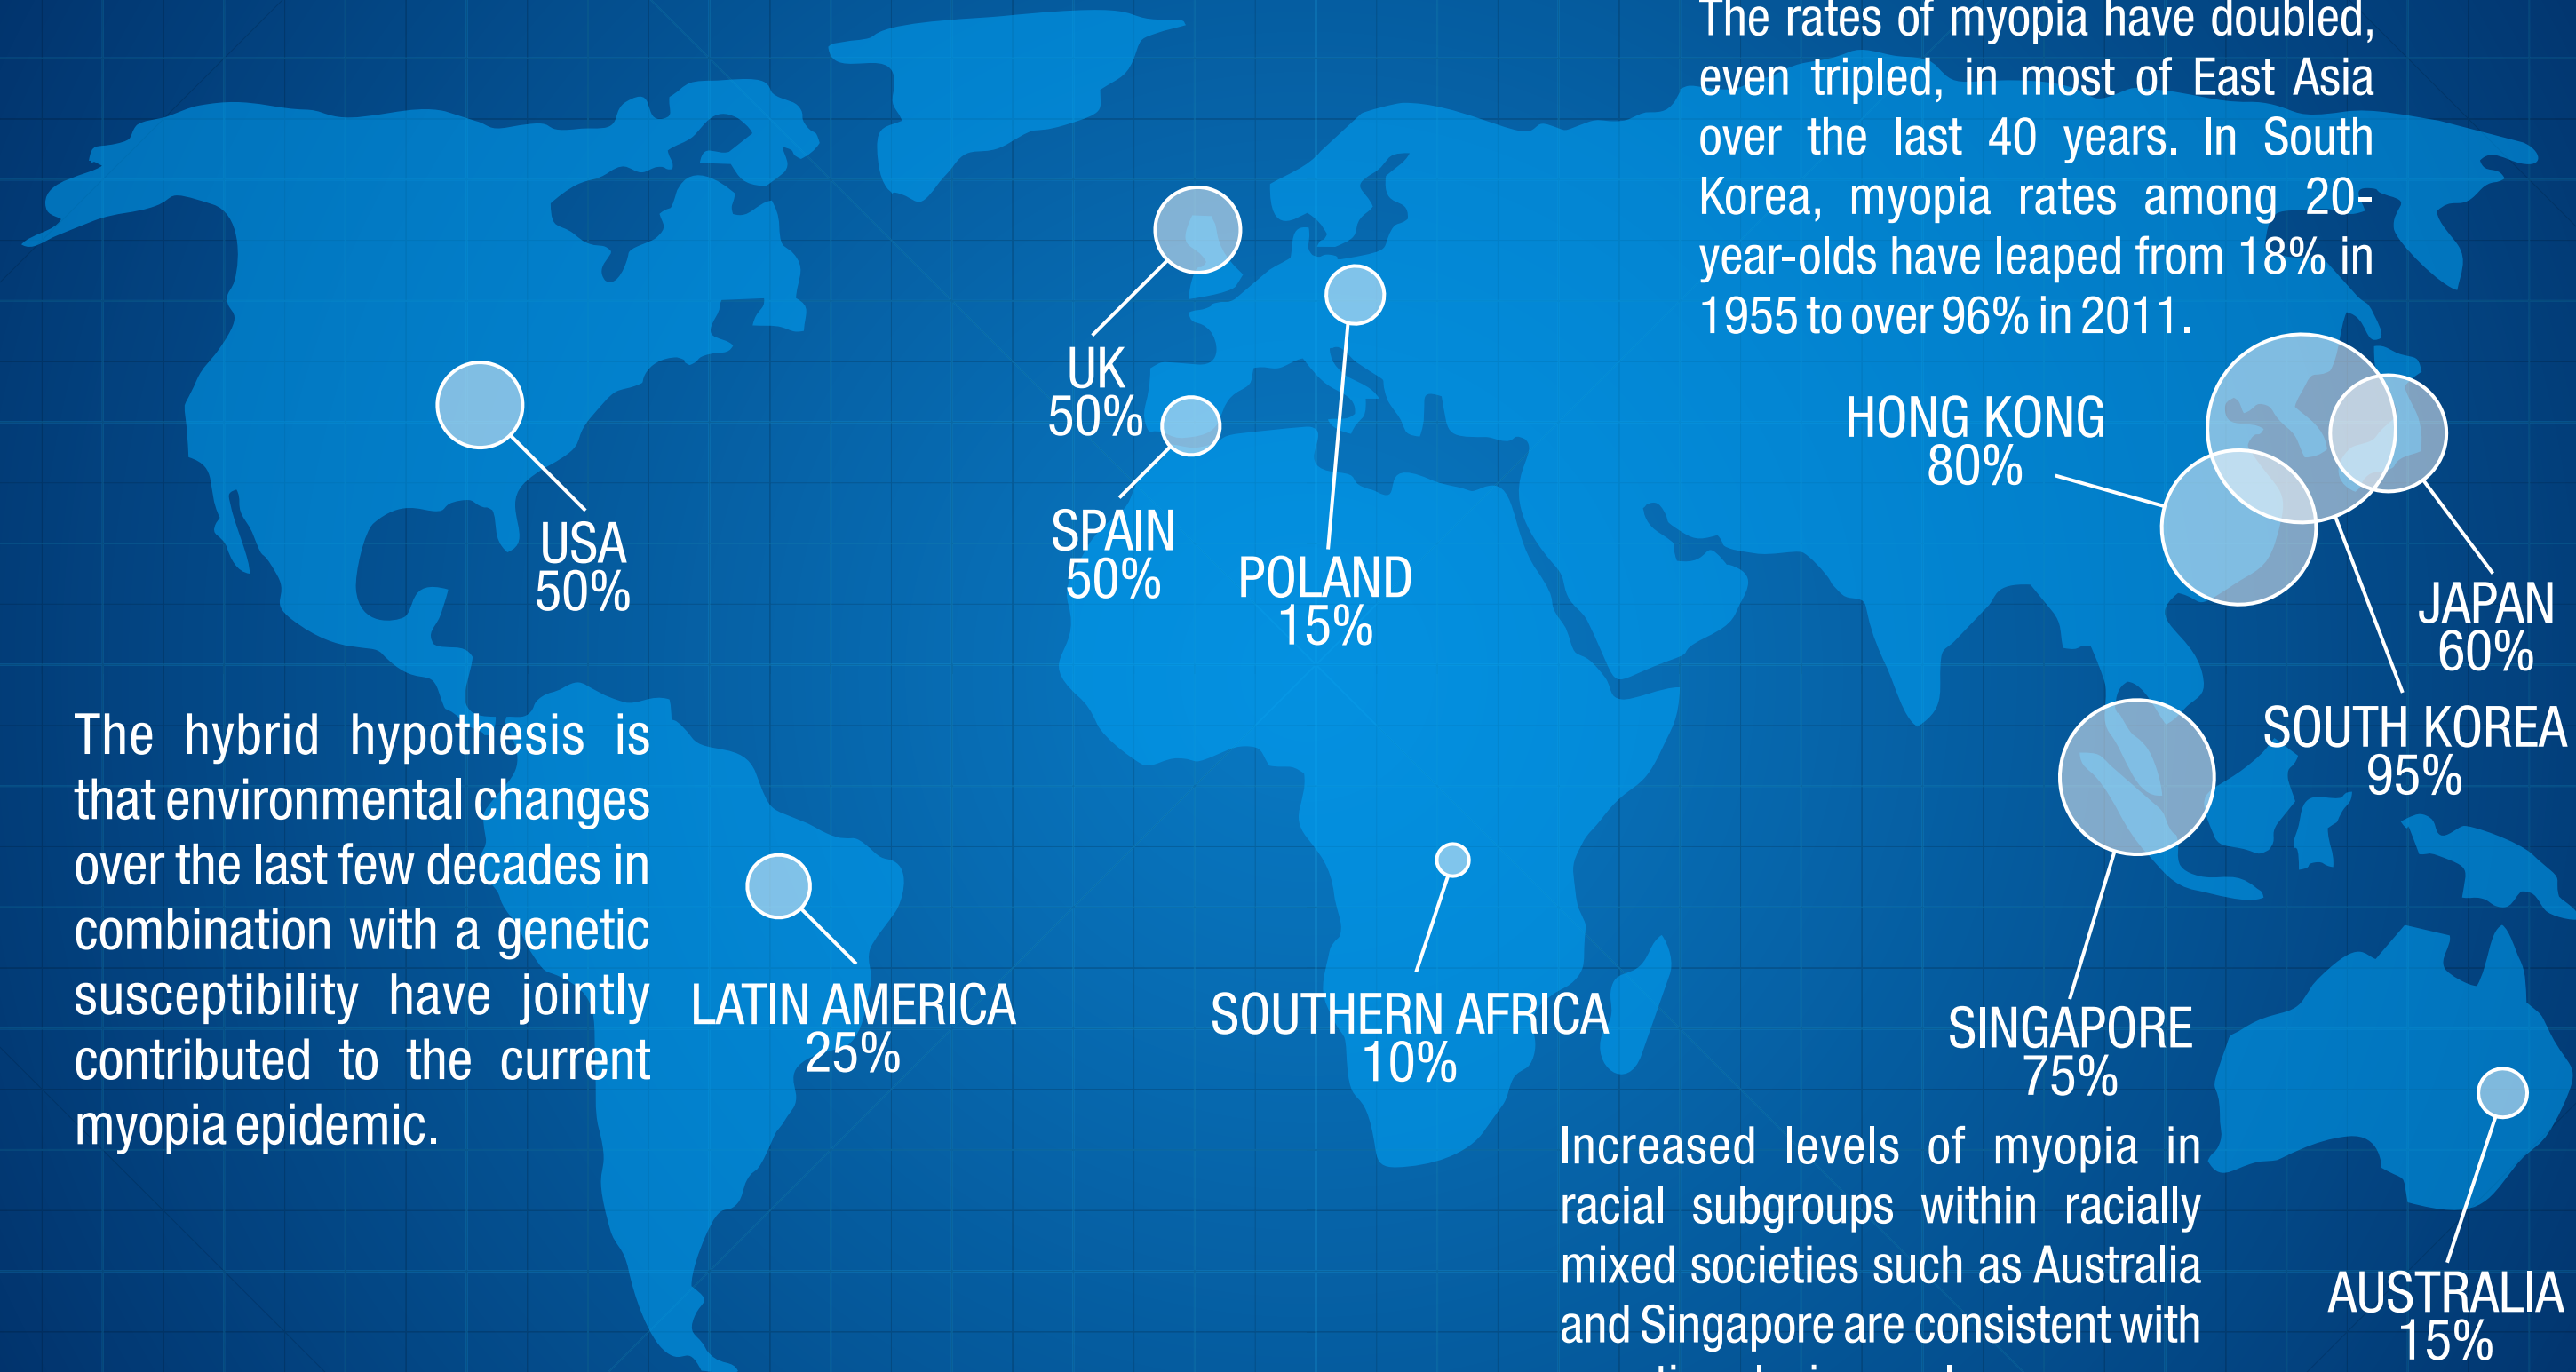 The rates of myopia have doubled,
even tripled, in most of East Asia
over the last 40 years. In South
Korea, myopia rates among 20-
year-olds have leaped from 18% in
1955 to over 96% in 2011.
UK
50%
HONG KONG
80%
SPAIN
50%
USA
50%
POLAND
15%
JAPAN
60%
SOUTH KOREA
95%
The hybrid hypothesis is
that environmental changes
over the last few decades in
combination with a genetic
susceptibility have jointly
contributed to the current
myopia epidemic.
LATIN AMERICA
25%
SOUTHERN AFRICA
10%
SINGAPORE
75%
Increased levels of myopia in
racial subgroups within racially
mixed societies such as Australia
and Singapore are consistent with
AUSTRALIA
15%